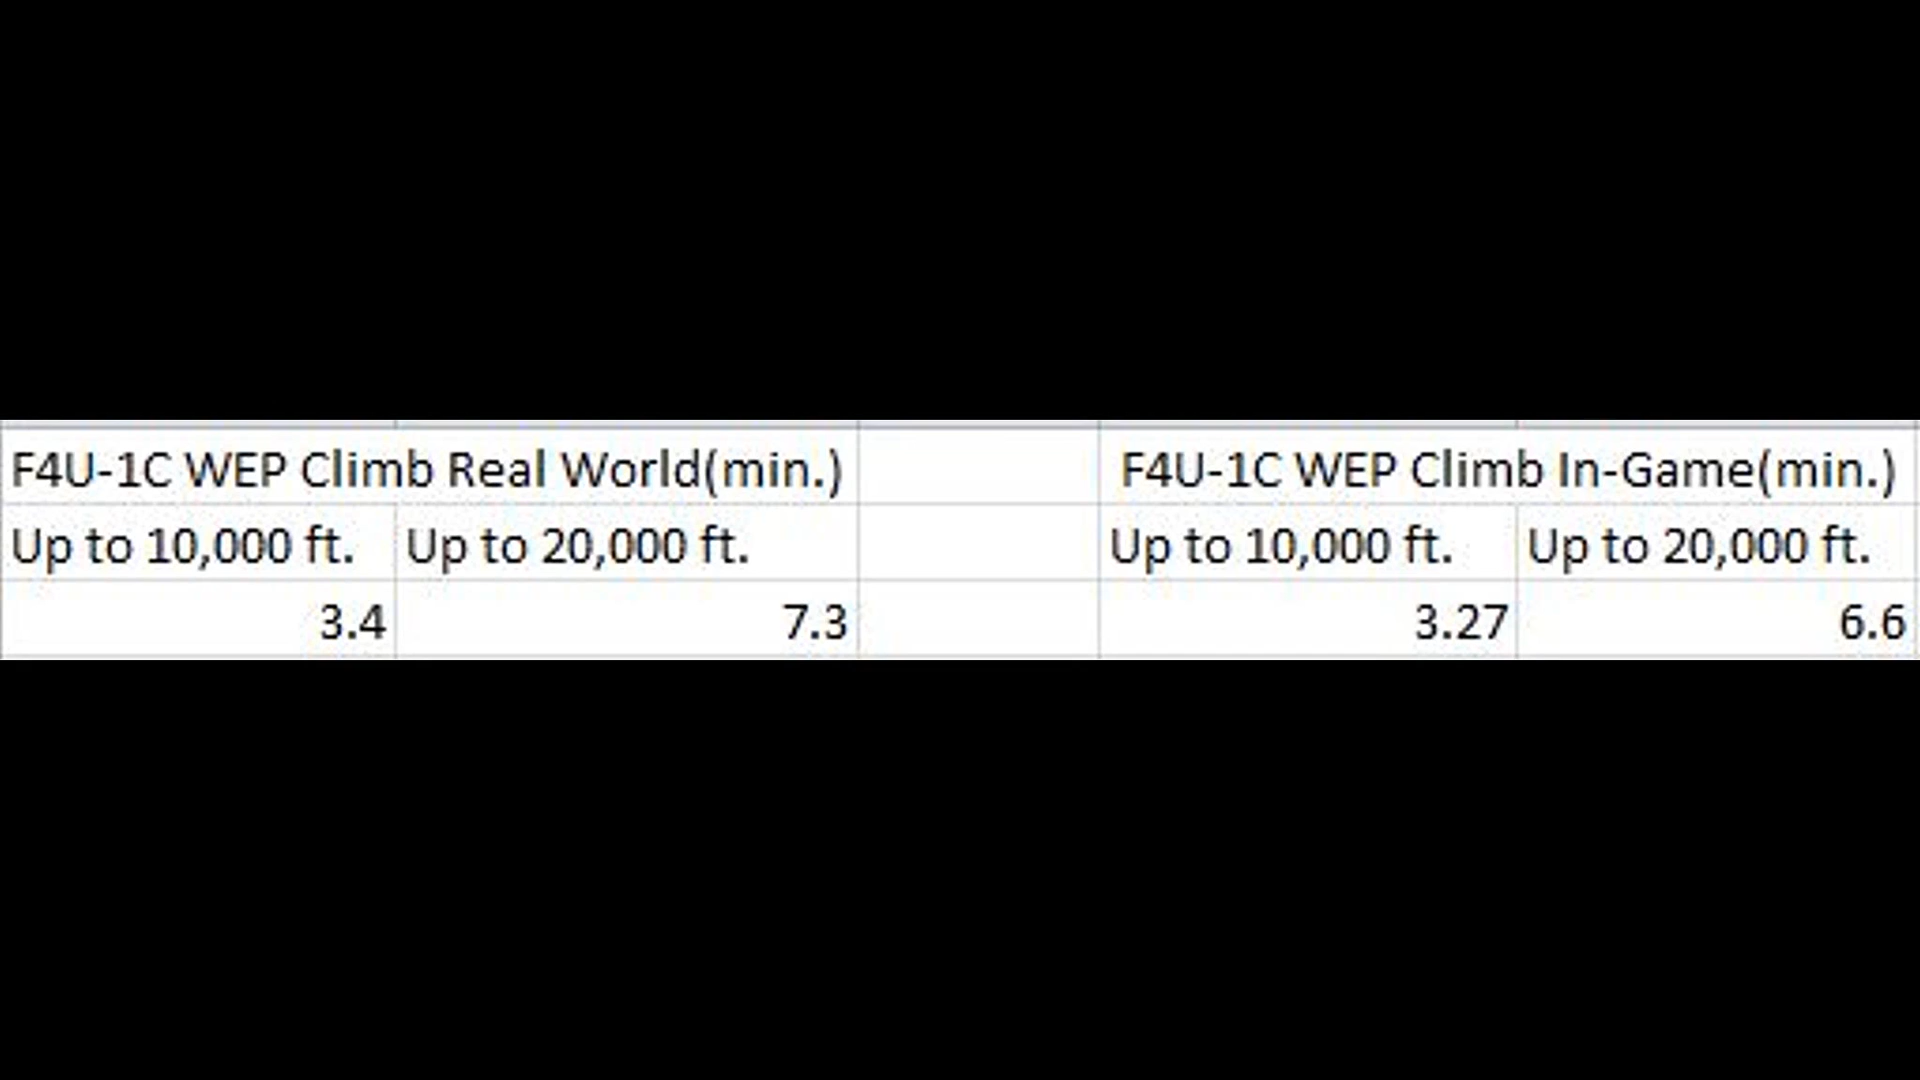 F4U-1C WEP Climb Real World(min.) F4U-1C WEP Climb In-Game(min.)
Up to 10,000 ft. Up to 20,000 ft. Up to 10,000 ft. Up to 20,000 ft.
3.4 7.3 3.27 6.6